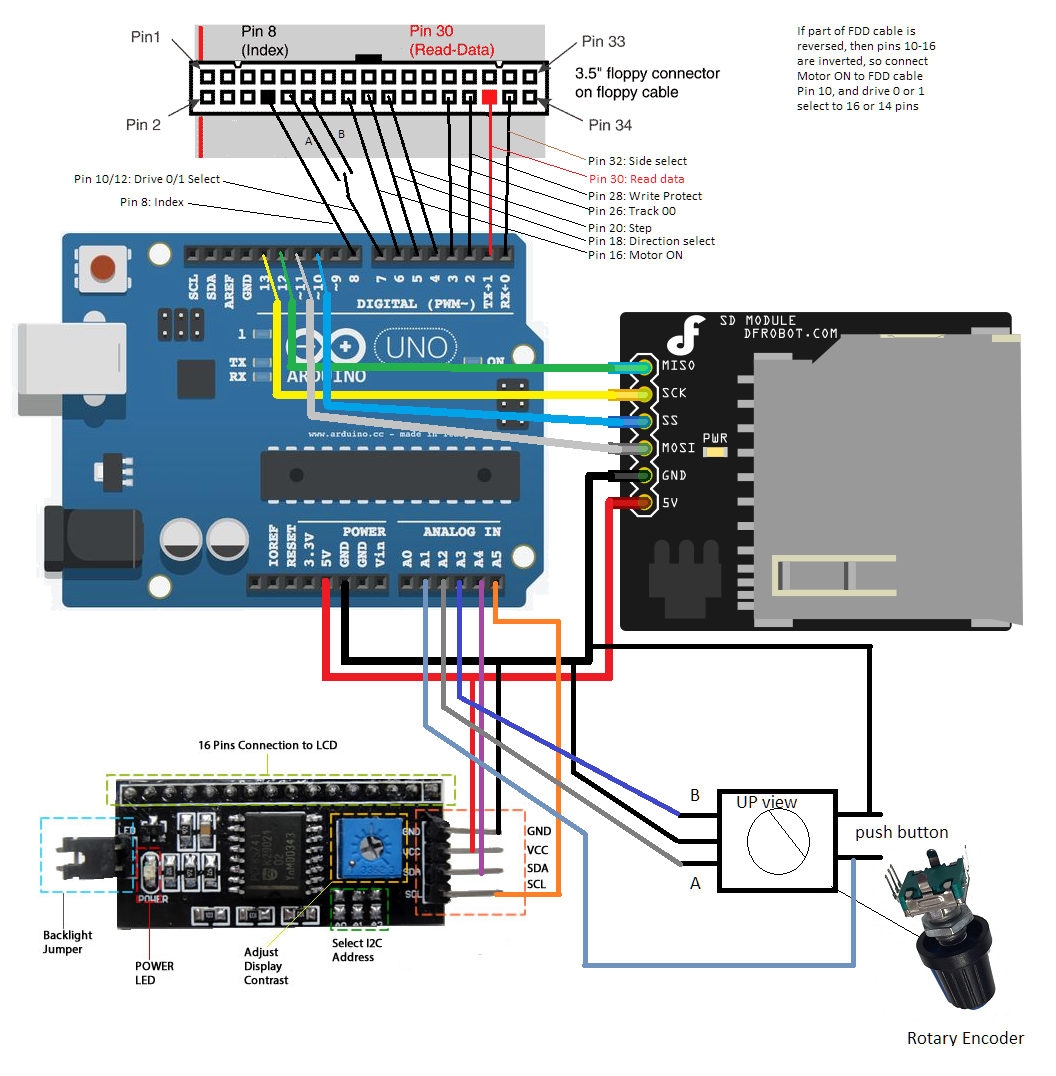 Pin1
Pin 8
(Index)
Pin 30
(Read-Data)
Pin 33
3.5" floppy connector
on floppy cable
Pin 2
Pin 34
If part of FDD cable is
reversed, then pins 10-16
are inverted, so connect
Motor ON to FDD cable
Pin 10, and drive 0 or 1
select to 16 or 14 pins
A
B
Pin 10/12: Drive 0/1 Select
Pin 8: Index
Pin 32: Side select
Pin 30: Read data
Pin 28: Write Protect
Pin 26: Track 00
Pin 20: Step
Pin 18: Direction select
Pin 16: Motor ON
SCL
SDA
AREF
GND
13
12
~11
~10
~9
8
7
6
5
4
3
2
TX→1
RX←0
DIGITAL (PWM~)
1
TX
RX
UNO
ON
ARDUINO
www.arduino.cc - made in
IOREF
RESET
3.3V
5V
GND
GND
Vin
POWER
ANALOG IN
A0
A1
A2
A3
A4
A5
SD MODULE
DFROBOT.COM
MISO
SCK
SS
MOSI
GND
5V
PWR
16 Pins Connection to LCD
LED
POWER
GND
VCC
SDA
SCL
GND
VCC
SDA
SCL
Backlight
Jumper
POWER
LED
Adjust
Display
Contrast
Select I2C
Address
B
A
UP view
push button
Rotary Encoder